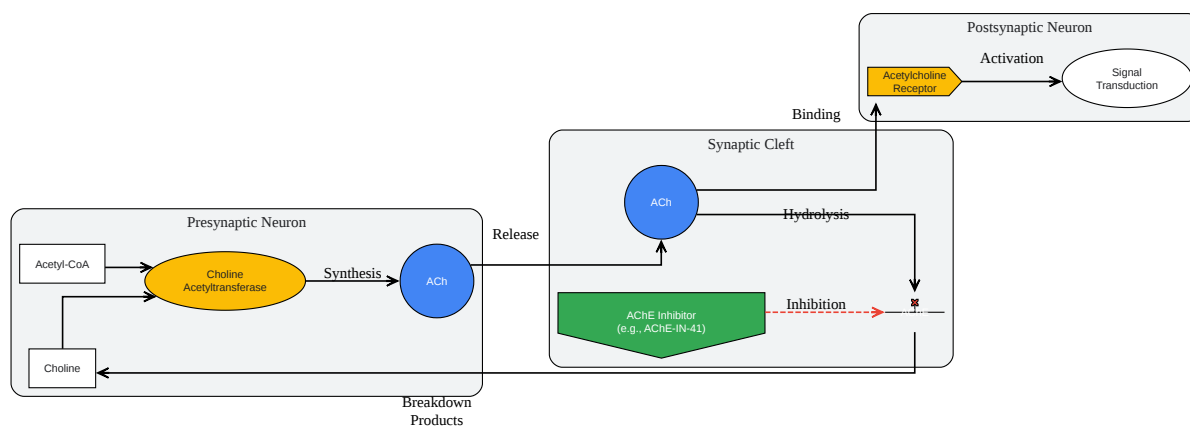 Postsynaptic Neuron
Activation
Acetylcholine
Receptor
Signal
Transduction
Binding
Synaptic Cleft
ACh
Hydrolysis
Presynaptic Neuron
Release
Acetyl-CoA
Choline
Acetyltransferase
Synthesis
ACh
AChE Inhibitor
(e.g., AChE-IN-41)
Inhibition
Choline
Breakdown
Products